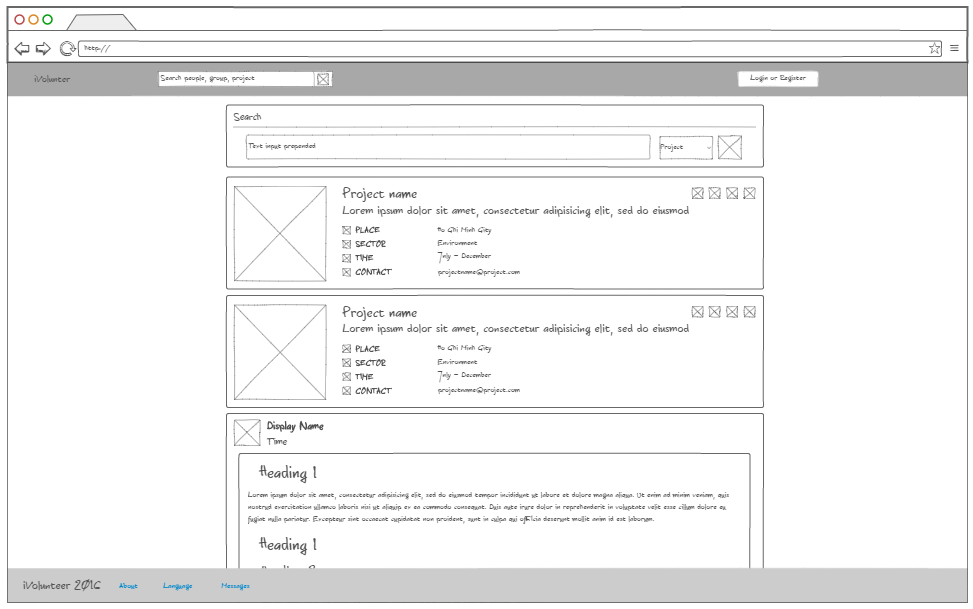 http://
iVolunter
Search people, group, project
Login or Register
Search
Text input prepended
Project
Project name
Lorem ipsum dolor sit amet, consectetur adipisicing elit, sed do eiusmod
PLACE Ho Chi Minh City
SECTOR Environment
TIME July - December
CONTACT projectname@project.com
Project name
Lorem ipsum dolor sit amet, consectetur adipisicing elit, sed do eiusmod
PLACE Ho Chi Minh City
SECTOR Environment
TIME July - December
CONTACT projectname@project.com
Display Name
Time
Heading 1
Lorem ipsum dolor sit amet, consectetur adipisicing elit, sed do eiusmod tempor incididunt ut labore et dolore magna aliqua. Ut enim ad minim veniam, quis
nostrud exercitation ullamco laboris nisi ut aliquip ex ea commodo consequat. Duis aute irure dolor in reprehenderit in voluptate velit esse cillum dolore eu
fugiat nulla pariatur. Excepteur sint occaecat cupidatat non proident, sunt in culpa qui officia deserunt mollit anim id est laborum.
Heading 1
iVolunteer 2016 About Language Messages